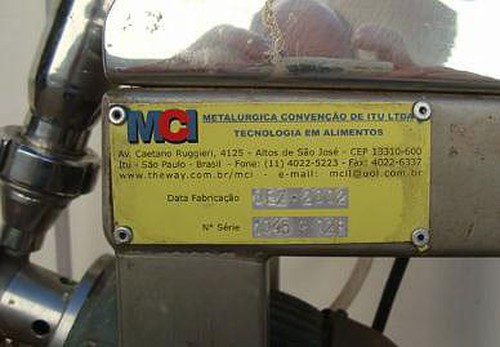 MCI
METALURGICA CONVENÇÃO DE ITU LTDA
TECNOLOGIA EM ALIMENTOS
Av. Caetano Ruggieri, 4125 - Altos de São José - CEP 13310-600
Itu - São Paulo - Brasil - Fone: (11) 4022-5223 - Fax: 4022-6337
www.theway.com.br/mci - e-mail: mcil@uol.com.br
Data Fabricação
Nº Série